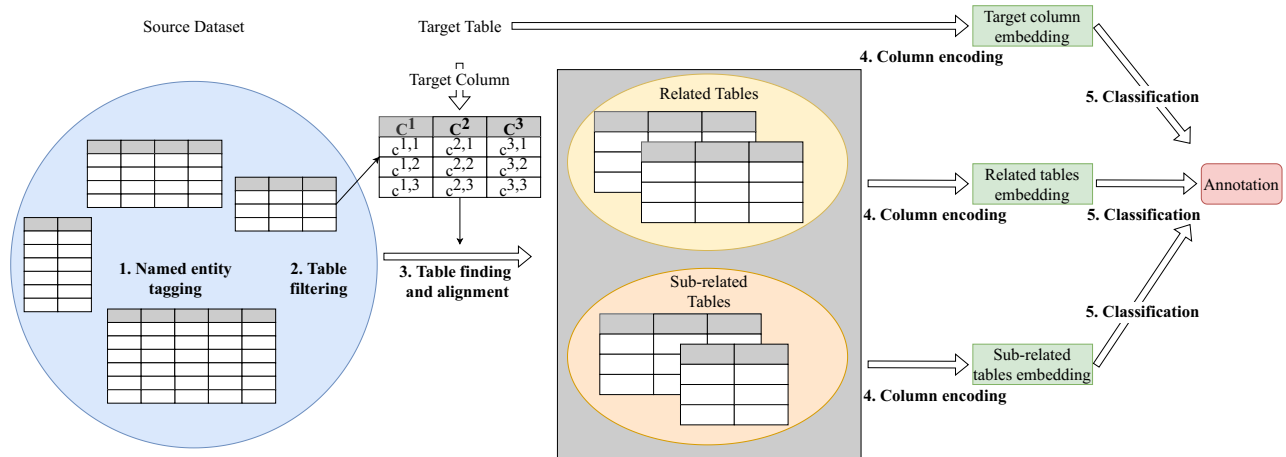 Source Dataset
Target Table
Target Column
C1 C2 C3
c1,1 c2,1 c3,1
c1,2 c2,2 c3,2
c1,3 c2,3 c3,3
1. Named entity
tagging
2. Table
filtering
3. Table finding
and alignment
Related Tables
Sub-related
Tables
4. Column encoding
Target column
embedding
5. Classification
4. Column encoding
Related tables
embedding
5. Classification
Annotation
4. Column encoding
Sub-related
tables embedding
5. Classification